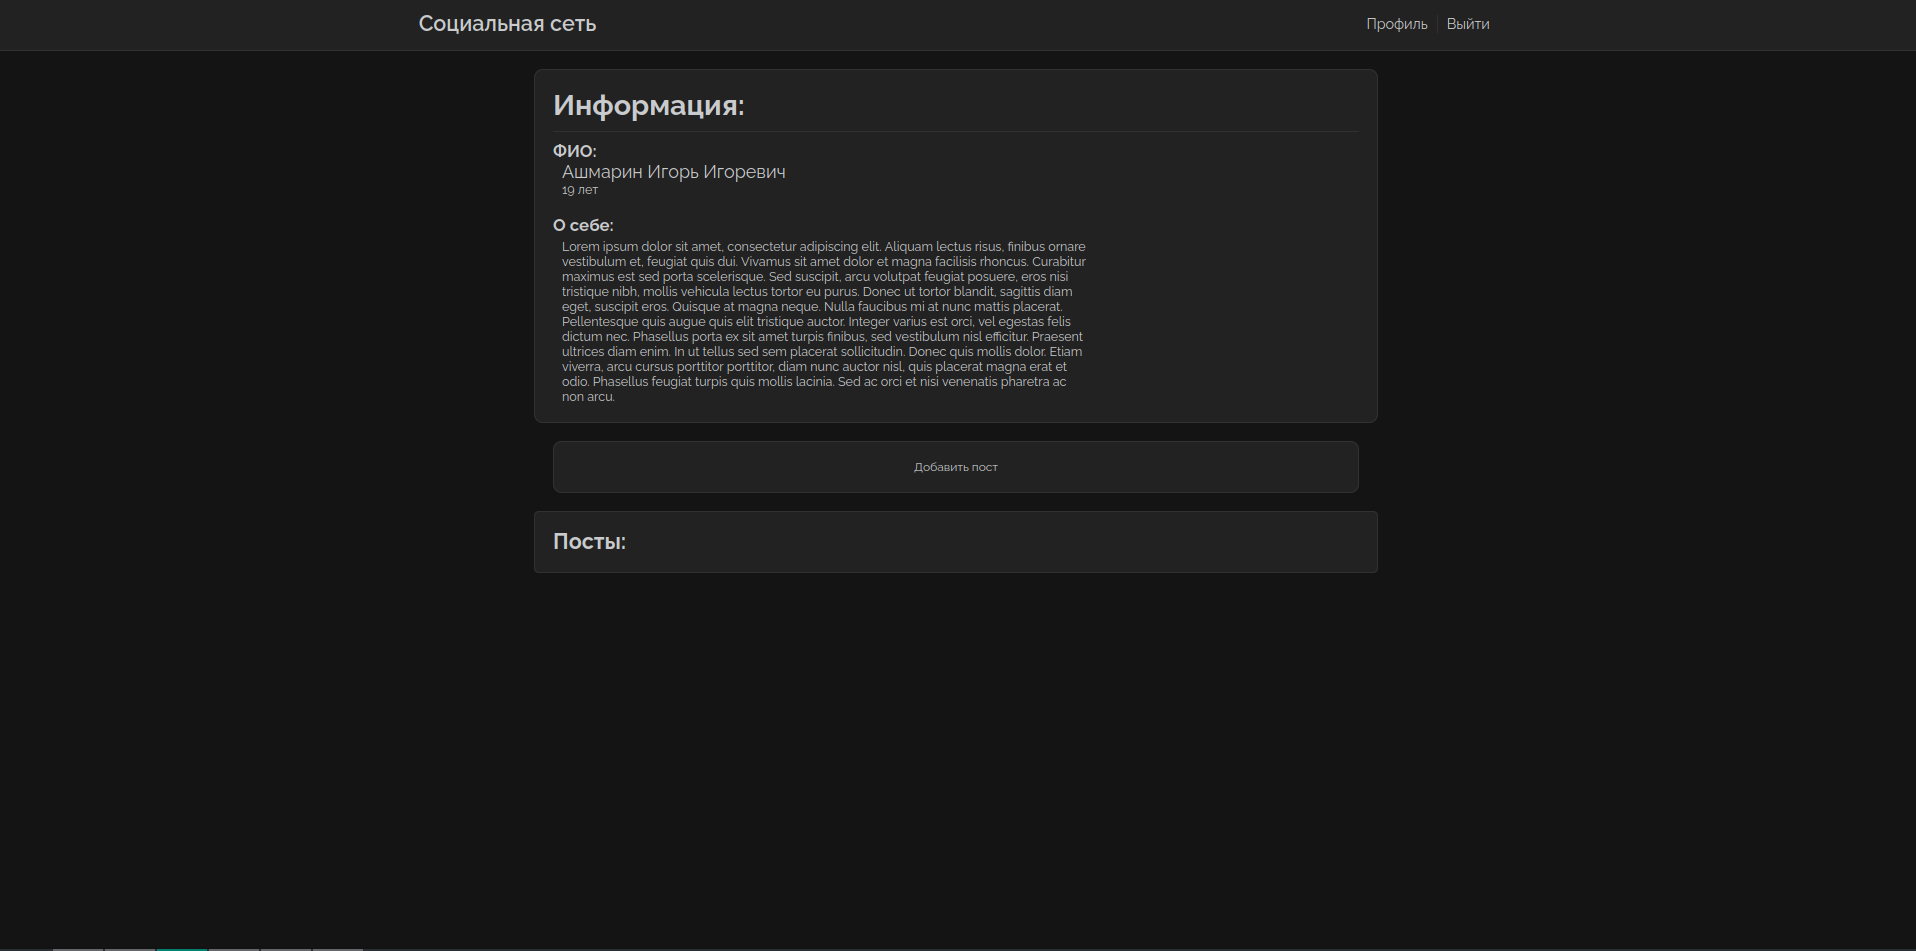 Социальная сеть
Профиль Выйти
Информация:
ФИО:
Ашмарин Игорь Игоревич
19 лет
О себе:
Lorem ipsum dolor sit amet, consectetur adipiscing elit. Aliquam lectus risus, finibus ornare
vestibulum et, feugiat quis dui. Vivamus sit amet dolor et magna facilisis rhoncus. Curabitur
maximus est sed porta scelerisque. Sed suscipit, arcu volutpat feugiat posuere, eros nisi
tristique nibh, mollis vehicula lectus tortor eu purus. Donec ut tortor blandit, sagittis diam
eget, suscipit eros. Quisque at magna neque. Nulla faucibus mi at nunc mattis placerat.
Pellentesque quis augue quis elit tristique auctor. Integer varius est orci, vel egestas felis
dictum nec. Phasellus porta ex sit amet turpis finibus, sed vestibulum nisl efficitur. Praesent
ultrices diam enim. In ut tellus sed sem placerat sollicitudin. Donec quis mollis dolor. Etiam
viverra, arcu cursus porttitor porttitor, diam nunc auctor nisl, quis placerat magna erat et
odio. Phasellus feugiat turpis quis mollis lacinia. Sed ac orci et nisi venenatis pharetra ac
non arcu.
Добавить пост
Посты: